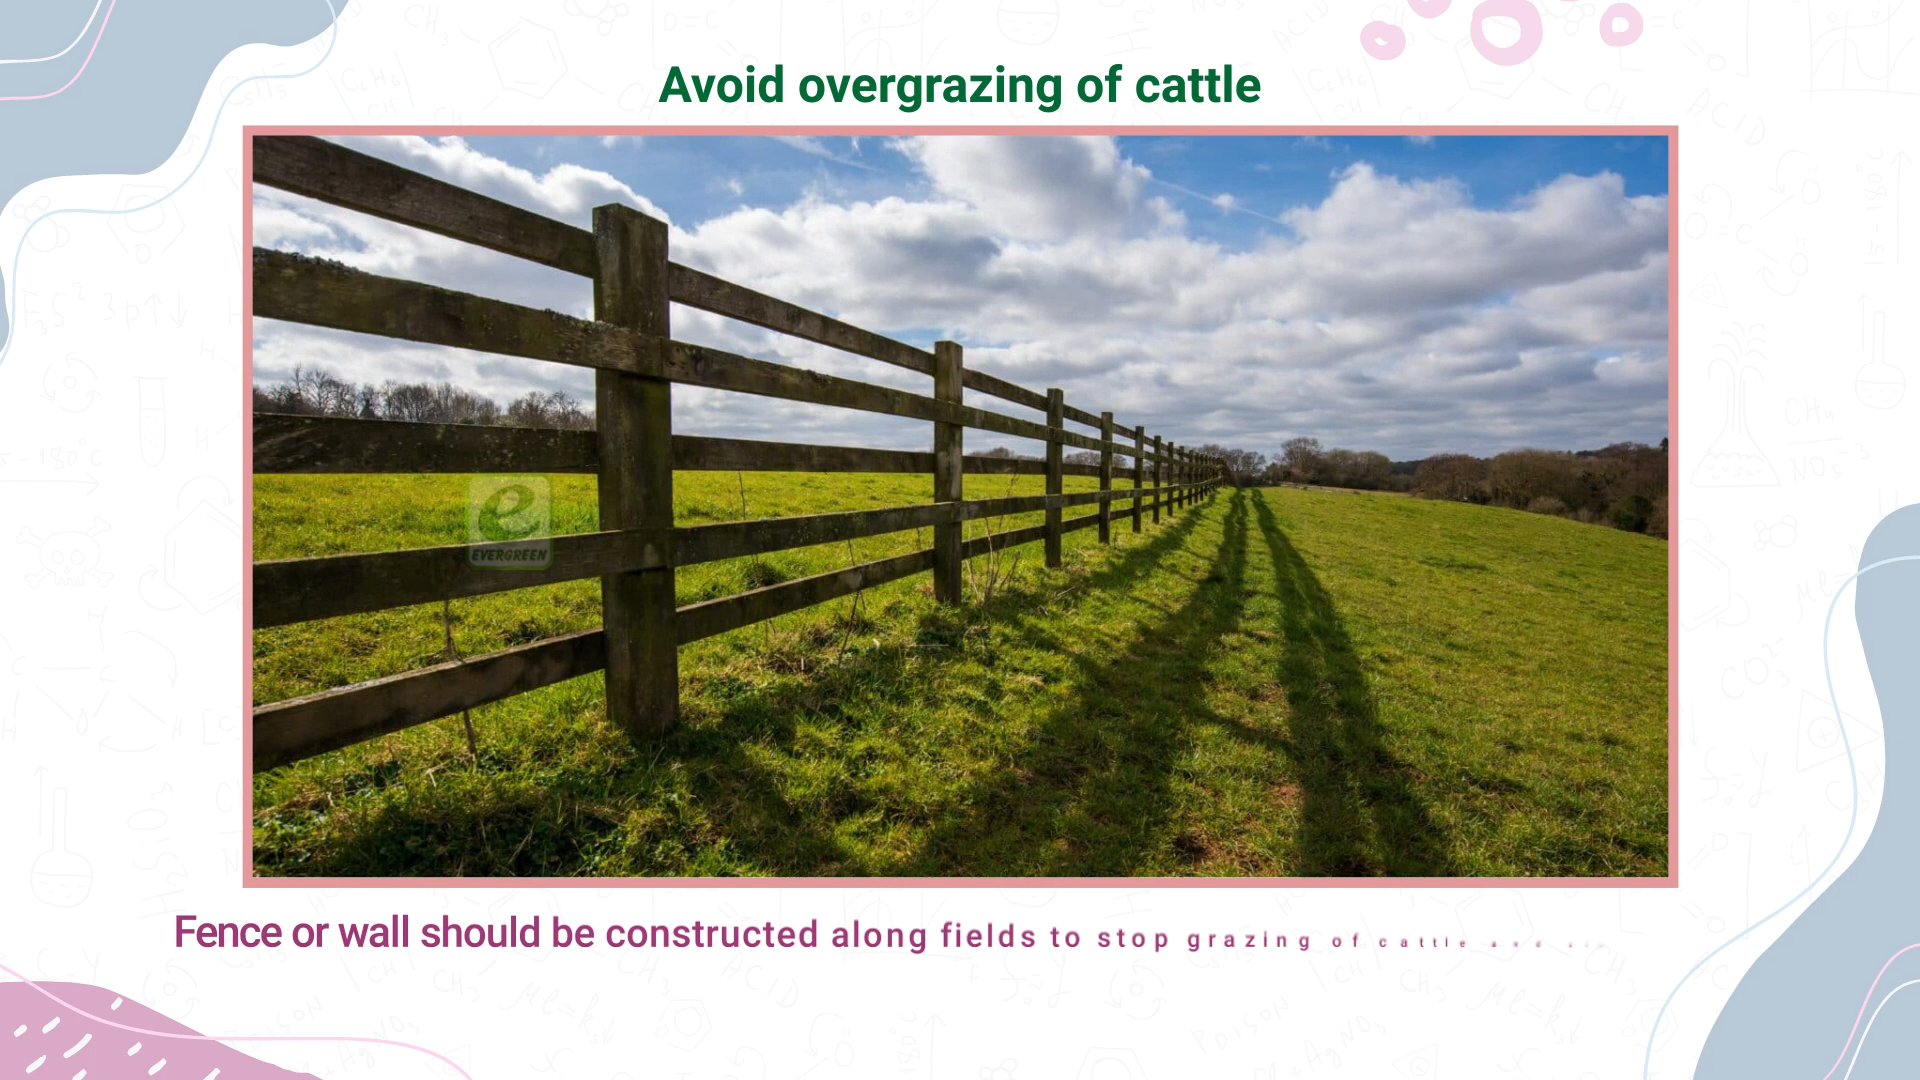 Avoid overgrazing of cattle
EVERGREEN
Fence or wall should be constructed along fields to stop grazing of cattle